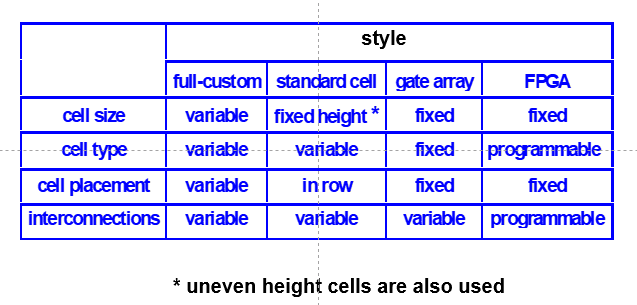 style
full-custom standard cell gate array FPGA
cell size variable fixed height * fixed fixed
cell type variable variable fixed programmable
cell placement variable in row fixed fixed
interconnections variable variable variable programmable
* uneven height cells are also used